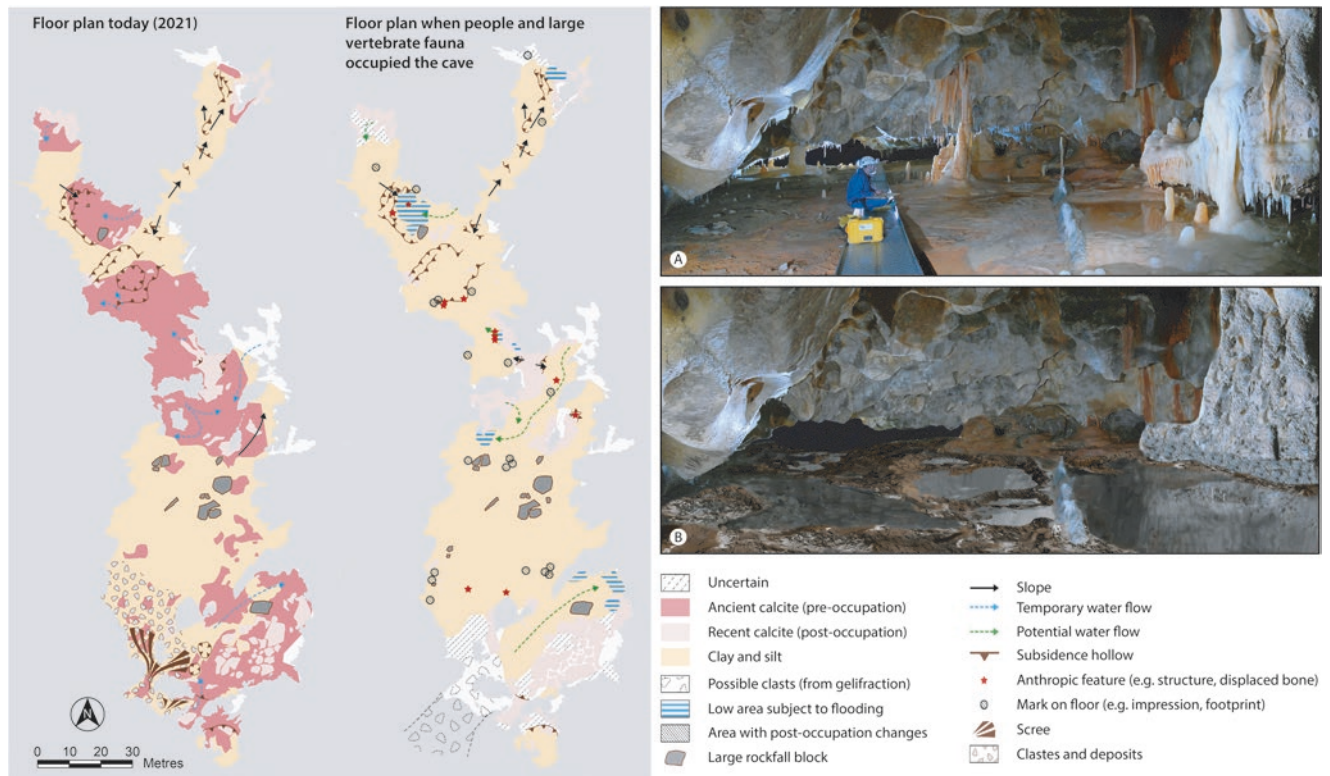 Floor plan today (2021)
Floor plan when people and large
vertebrate fauna
occupied the cave
N
0 10 20 30
Metres
A
B
Uncertain
Ancient calcite (pre-occupation)
Recent calcite (post-occupation)
Clay and silt
Possible clasts (from gelifraction)
Low area subject to flooding
Area with post-occupation changes
Large rockfall block
Slope
Temporary water flow
Potential water flow
Subsidence hollow
Anthropic feature (e.g. structure, displaced bone)
Mark on floor (e.g. impression, footprint)
Scree
Clastes and deposits